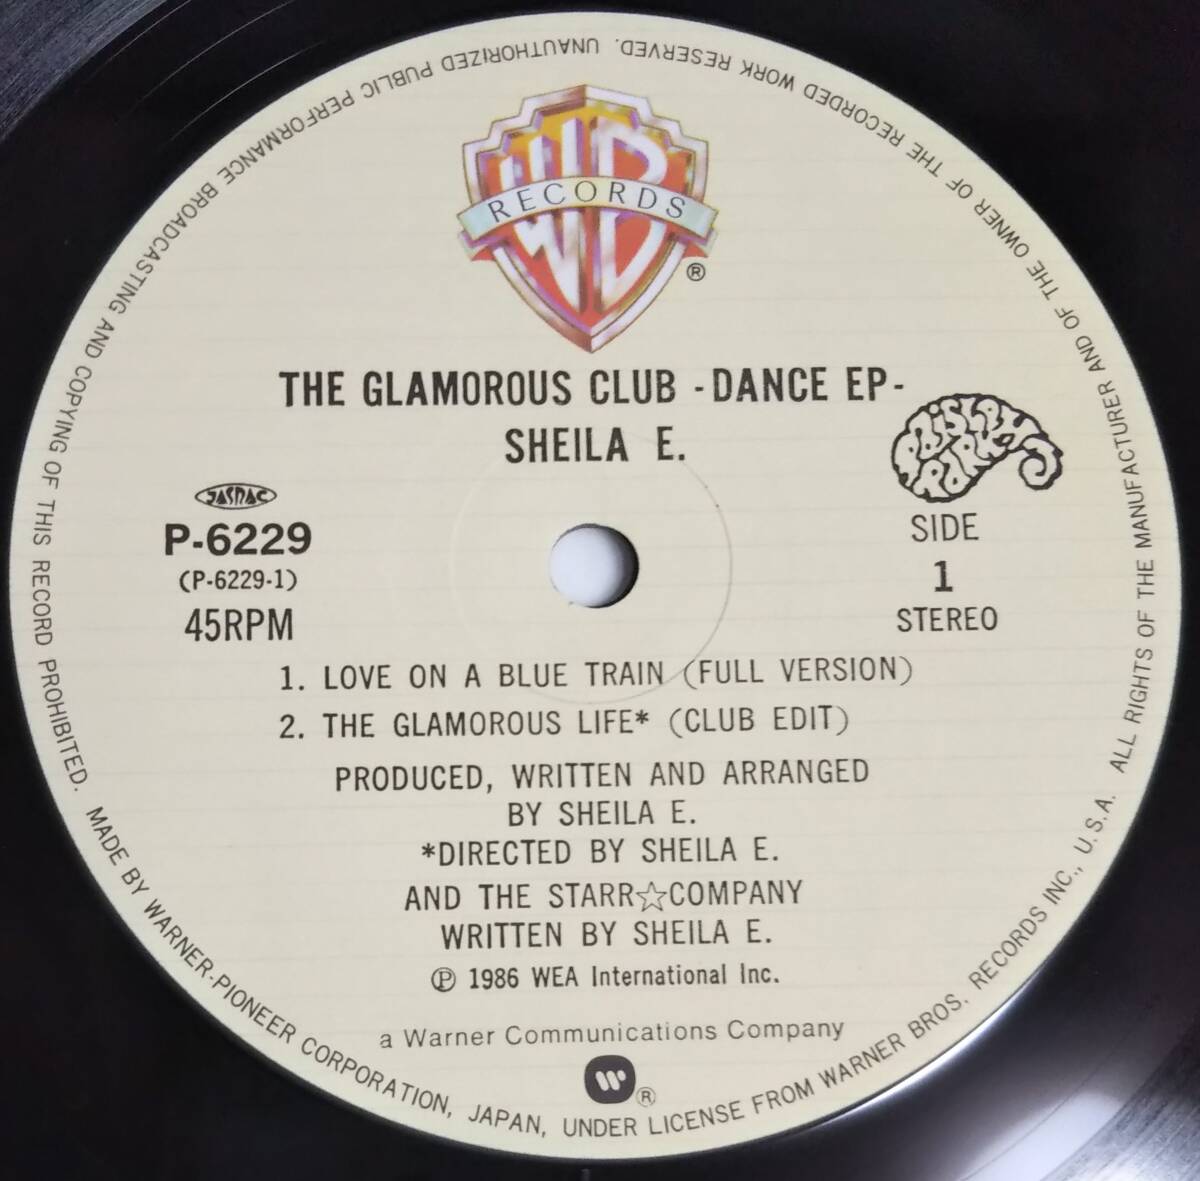 WB
RECORDS
®
THE GLAMOROUS CLUB -DANCE EP-
SHEILA E.
PAISLEY
PARK
JASRAC
P-6229
(P-6229-1)
45RPM
SIDE
1
STEREO
1. LOVE ON A BLUE TRAIN (FULL VERSION)
2. THE GLAMOROUS LIFE* (CLUB EDIT)
PRODUCED, WRITTEN AND ARRANGED
BY SHEILA E.
*DIRECTED BY SHEILA E.
AND THE STARR☆COMPANY
WRITTEN BY SHEILA E.
℗ 1986 WEA International Inc.
a Warner Communications Company
W®
MADE BY WARNER-PIONEER CORPORATION, JAPAN, UNDER LICENSE FROM WARNER BROS. RECORDS INC., U.S.A. ALL RIGHTS OF THE MANUFACTURER AND OF THE OWNER OF THE RECORDED WORK RESERVED. UNAUTHORIZED PUBLIC PERFORMANCE BROADCASTING AND COPYING OF THIS RECORD PROHIBITED.